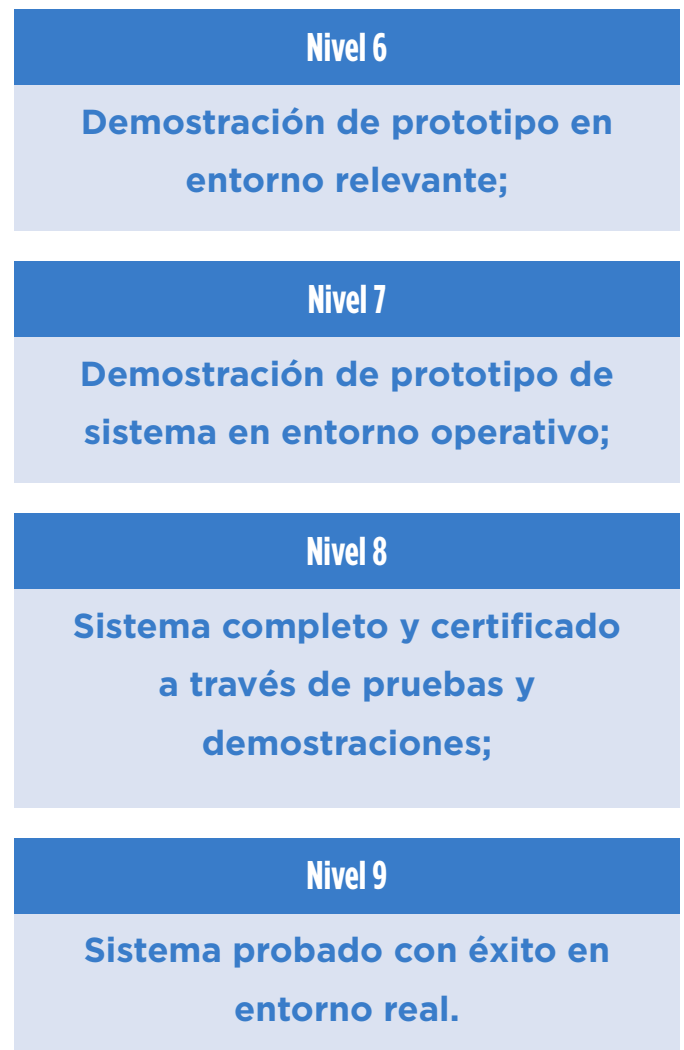 Nivel 6
Demostración de prototipo en
entorno relevante;
Nivel 7
Demostración de prototipo de
sistema en entorno operativo;
Nivel 8
Sistema completo y certificado
a través de pruebas y
demostraciones;
Nivel 9
Sistema probado con éxito en
entorno real.